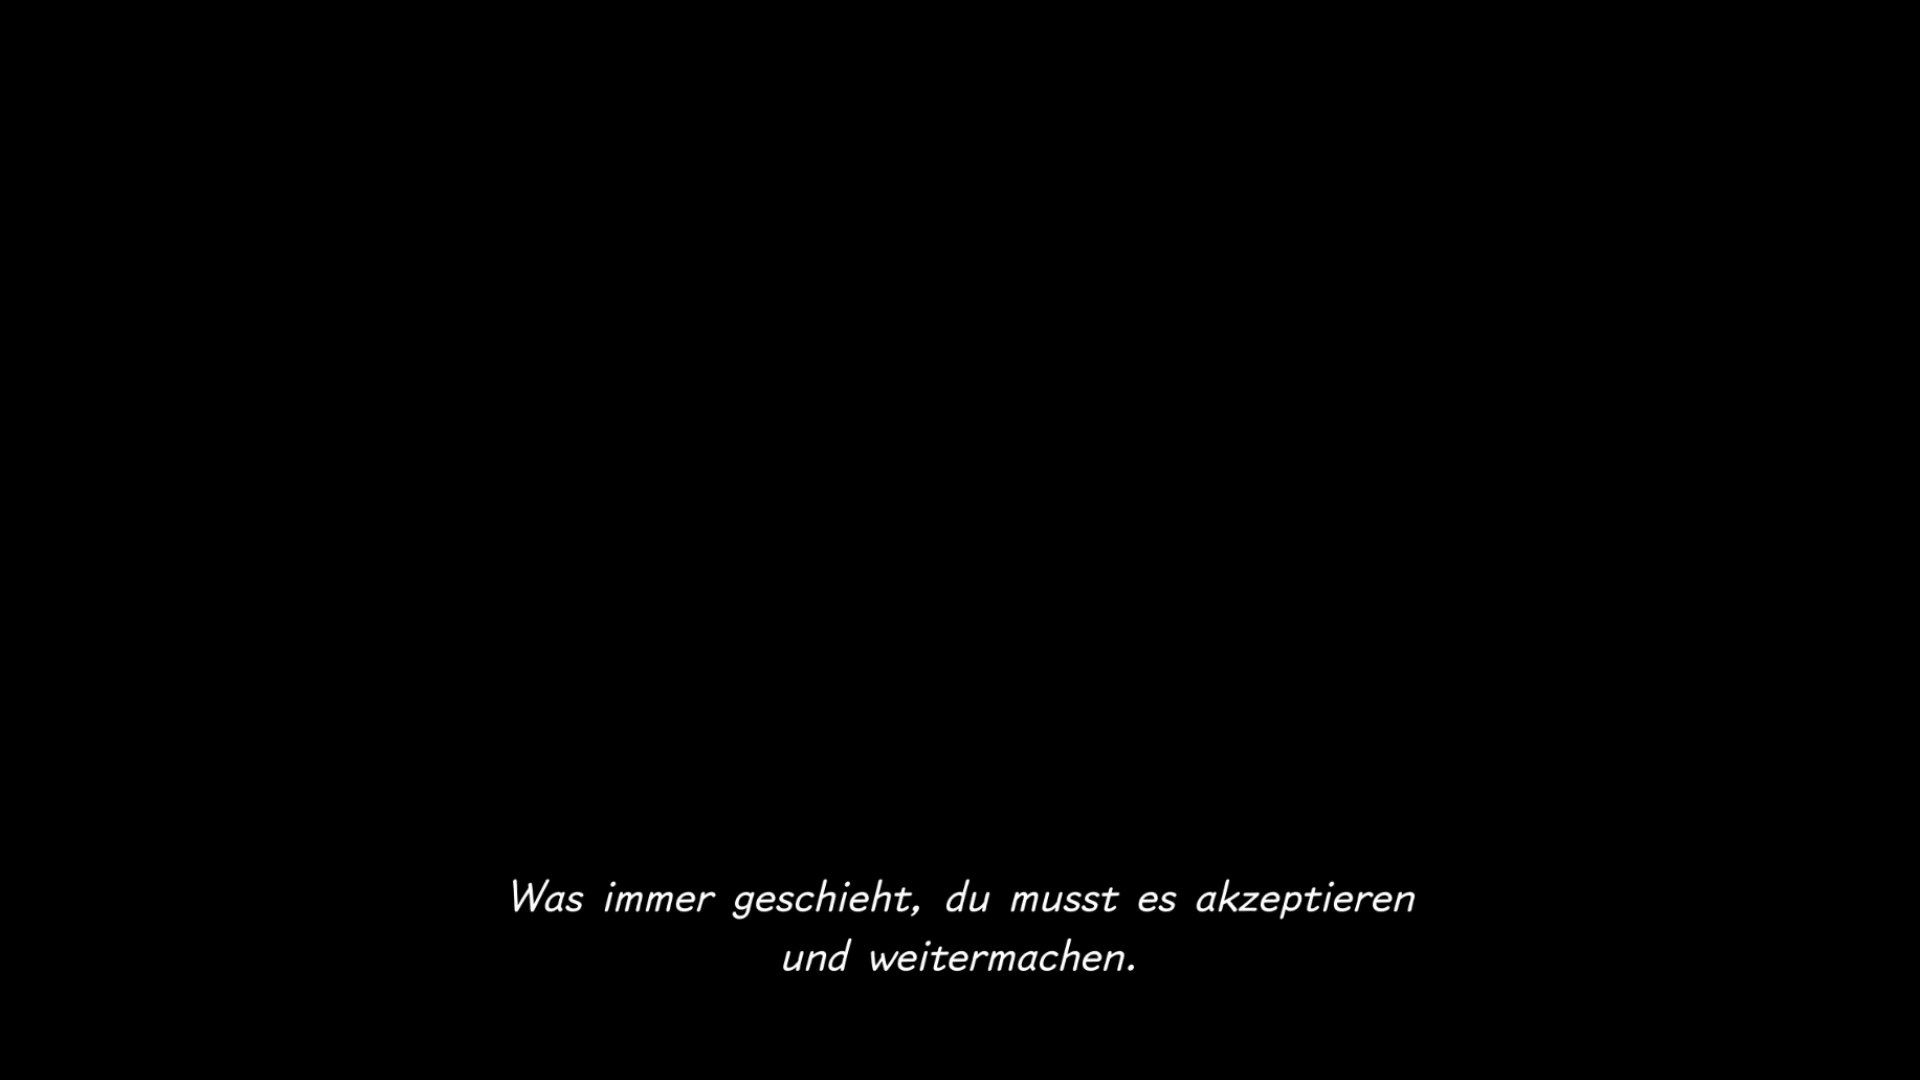 Was immer geschieht, du musst es akzeptieren
und weitermachen.